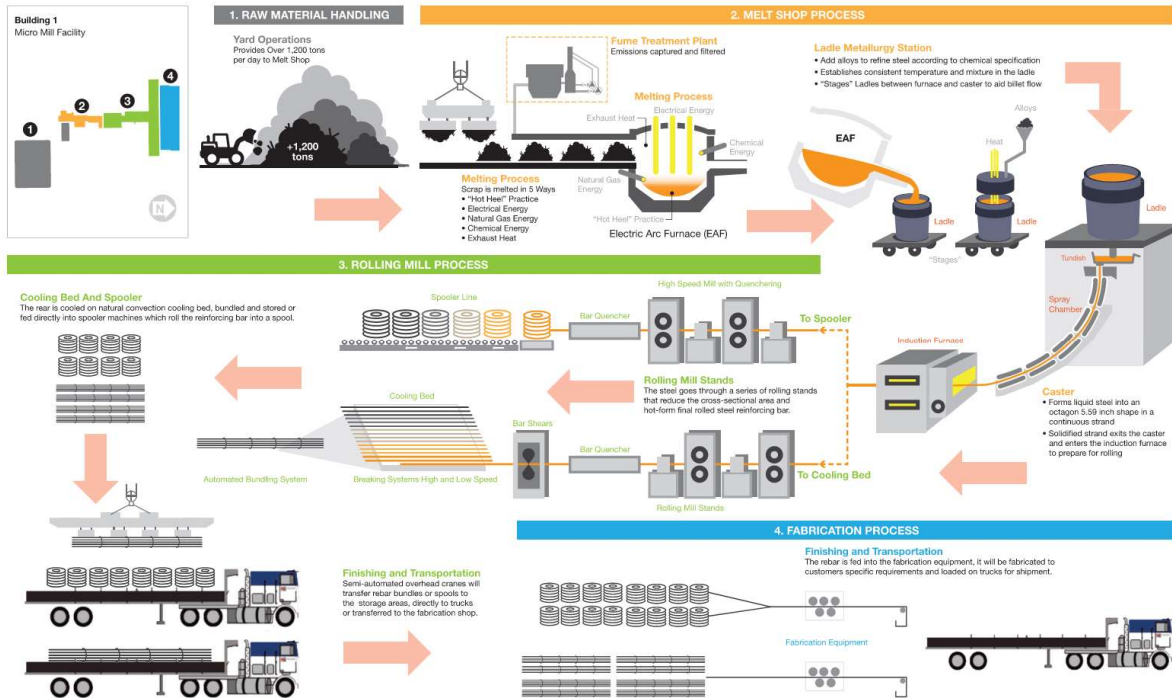 Building 1
Micro Mill Facility
1
2
3
4
N
1. RAW MATERIAL HANDLING
Yard Operations
Provides Over 1,200 tons
per day to Melt Shop
+1,200
tons
2. MELT SHOP PROCESS
Fume Treatment Plant
Emissions captured and filtered
Melting Process
Electrical Energy
Exhaust Heat
Chemical
Energy
Natural Gas
Energy
"Hot Heel" Practice
Electric Arc Furnace (EAF)
Melting Process
Scrap is melted in 5 Ways
• "Hot Heel" Practice
• Electrical Energy
• Natural Gas Energy
• Chemical Energy
• Exhaust Heat
Ladle Metallurgy Station
• Add alloys to refine steel according to chemical specification
• Establishes consistent temperature and mixture in the ladle
• "Stages" Ladles between furnace and caster to aid billet flow
EAF
Alloys
Heat
Ladle
Ladle
"Stages"
Ladle
Tundish
Spray
Chamber
Induction Furnace
Caster
• Forms liquid steel into an
octagon 5.59 inch shape in a
continuous strand
• Solidified strand exits the caster
and enters the induction furnace
to prepare for rolling
3. ROLLING MILL PROCESS
Cooling Bed And Spooler
The rear is cooled on natural convection cooling bed, bundled and stored or
fed directly into spooler machines which roll the reinforcing bar into a spool.
Spooler Line
Bar Quencher
High Speed Mill with Quenchering
To Spooler
Rolling Mill Stands
The steel goes through a series of rolling stands
that reduce the cross-sectional area and
hot-form final rolled steel reinforcing bar.
Cooling Bed
Bar Shears
Bar Quencher
To Cooling Bed
Automated Bundling System
Breaking Systems High and Low Speed
Rolling Mill Stands
Finishing and Transportation
Semi-automated overhead cranes will
transfer rebar bundles or spools to
the storage areas, directly to trucks
or transferred to the fabrication shop.
4. FABRICATION PROCESS
Finishing and Transportation
The rebar is fed into the fabrication equipment, it will be fabricated to
customers specific requirements and loaded on trucks for shipment.
Fabrication Equipment